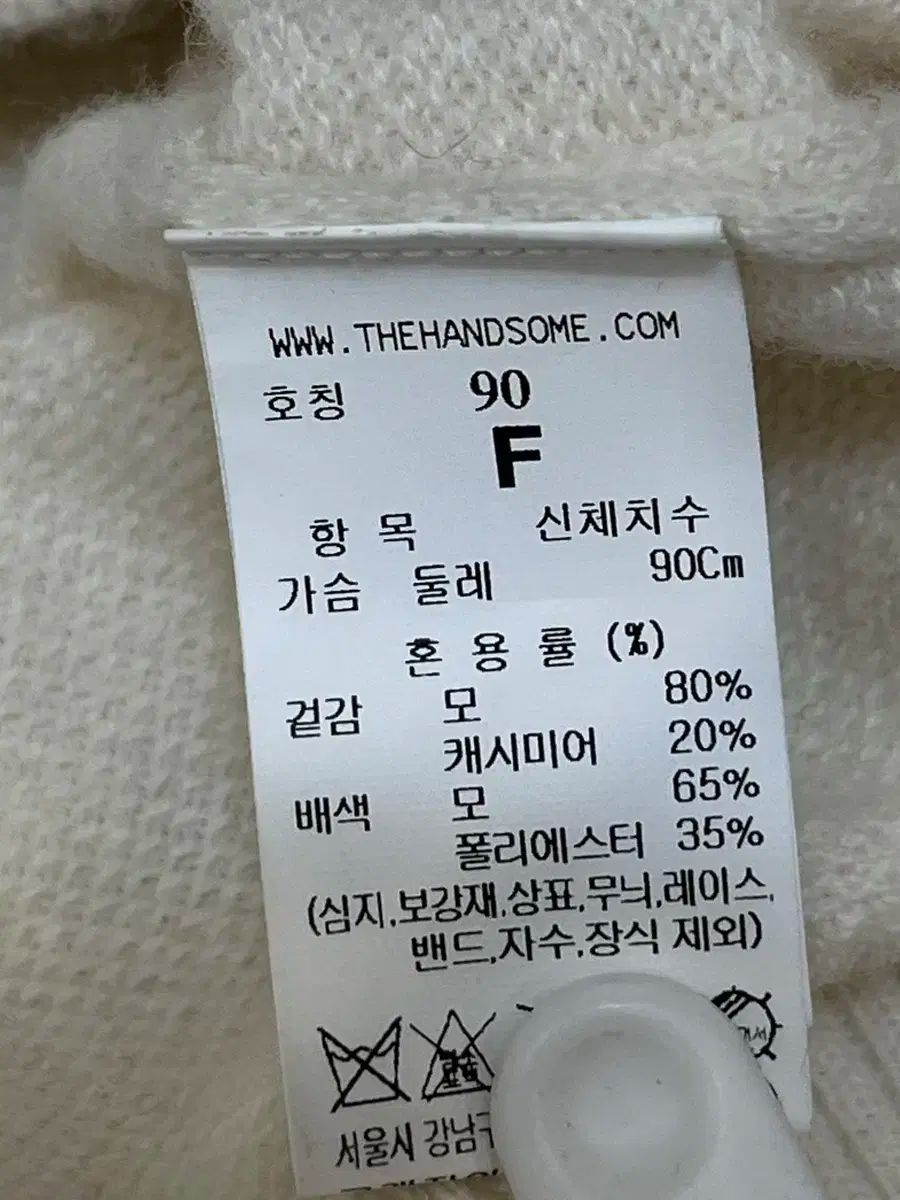 WWW.THEHANDSOME.COM
호칭 90
F
항 목 신체치수
가슴 둘레 90Cm
혼 용 률 (%)
겉감 모 80%
캐시미어 20%
배색 모 65%
폴리에스터 35%
(심지,보강재,상표,무늬,레이스,
밴드,자수,장식 제외)
서울시 강남구